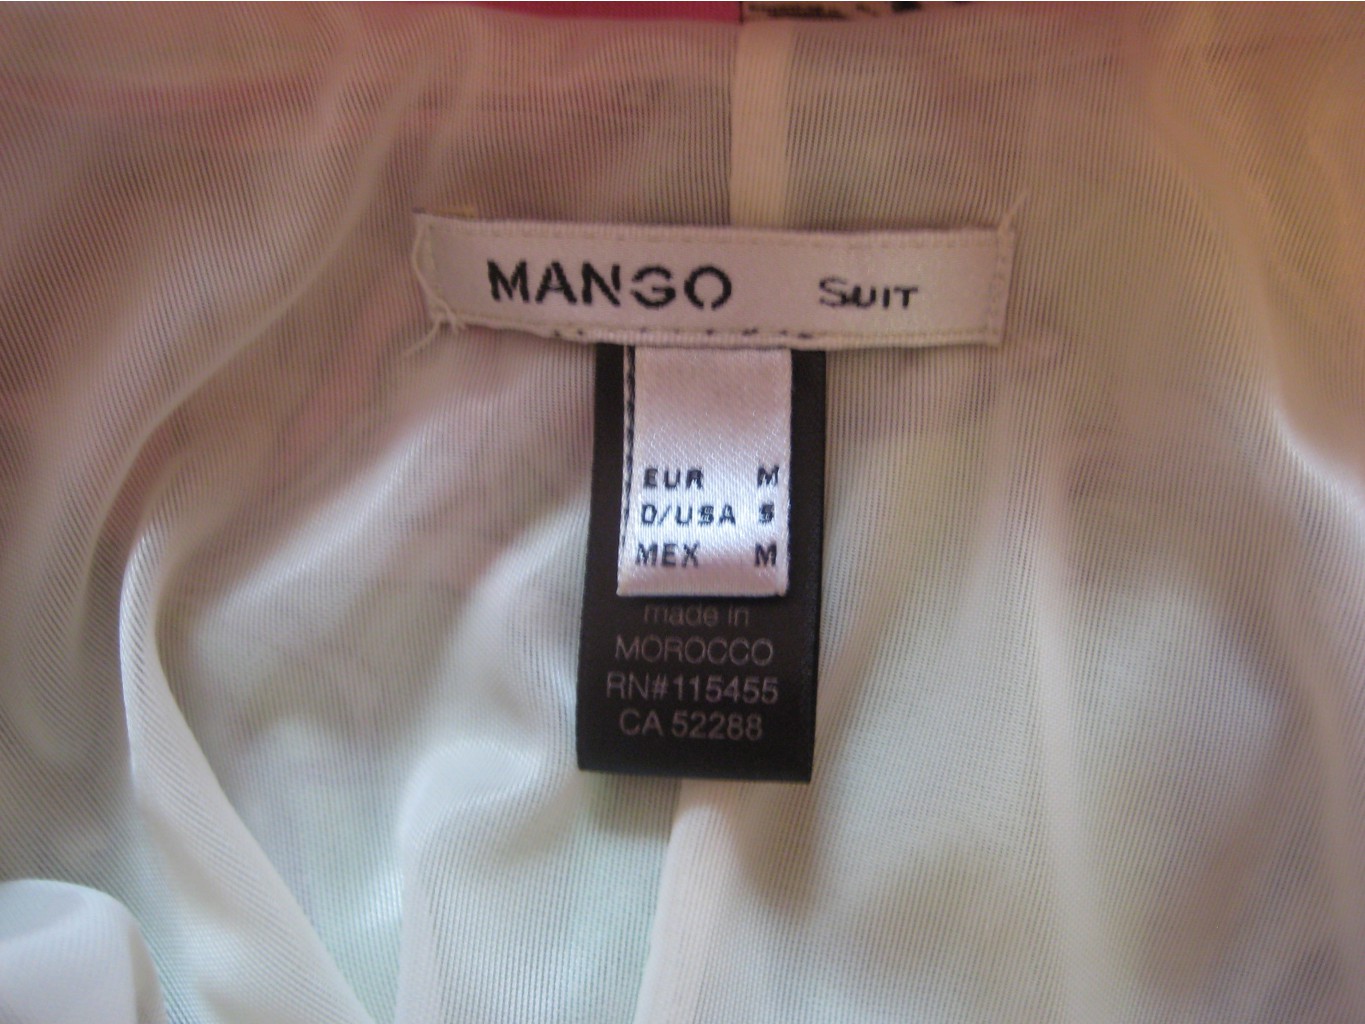 MANGO SUIT
EUR M
D/USA S
MEX M
made in
MOROCCO
RN#115455
CA 52288